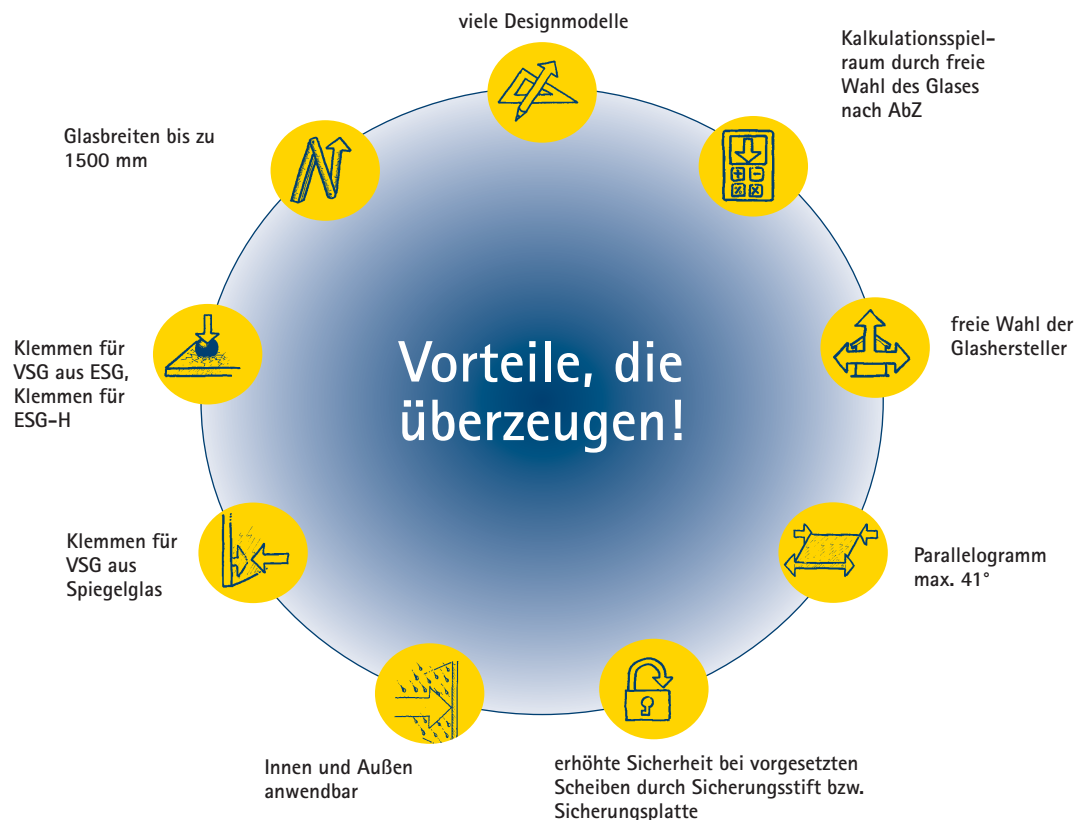 viele Designmodelle
Kalkulationsspiel-
raum durch freie
Wahl des Glases
nach AbZ
Glasbreiten bis zu
1500 mm
freie Wahl der
Glashersteller
Klemmen für
VSG aus ESG,
Klemmen für
ESG-H
Vorteile, die
überzeugen!
Klemmen für
VSG aus
Spiegelglas
Parallelogramm
max. 41°
Innen und Außen
anwendbar
erhöhte Sicherheit bei vorgesetzten
Scheiben durch Sicherungsstift bzw.
Sicherungsplatte